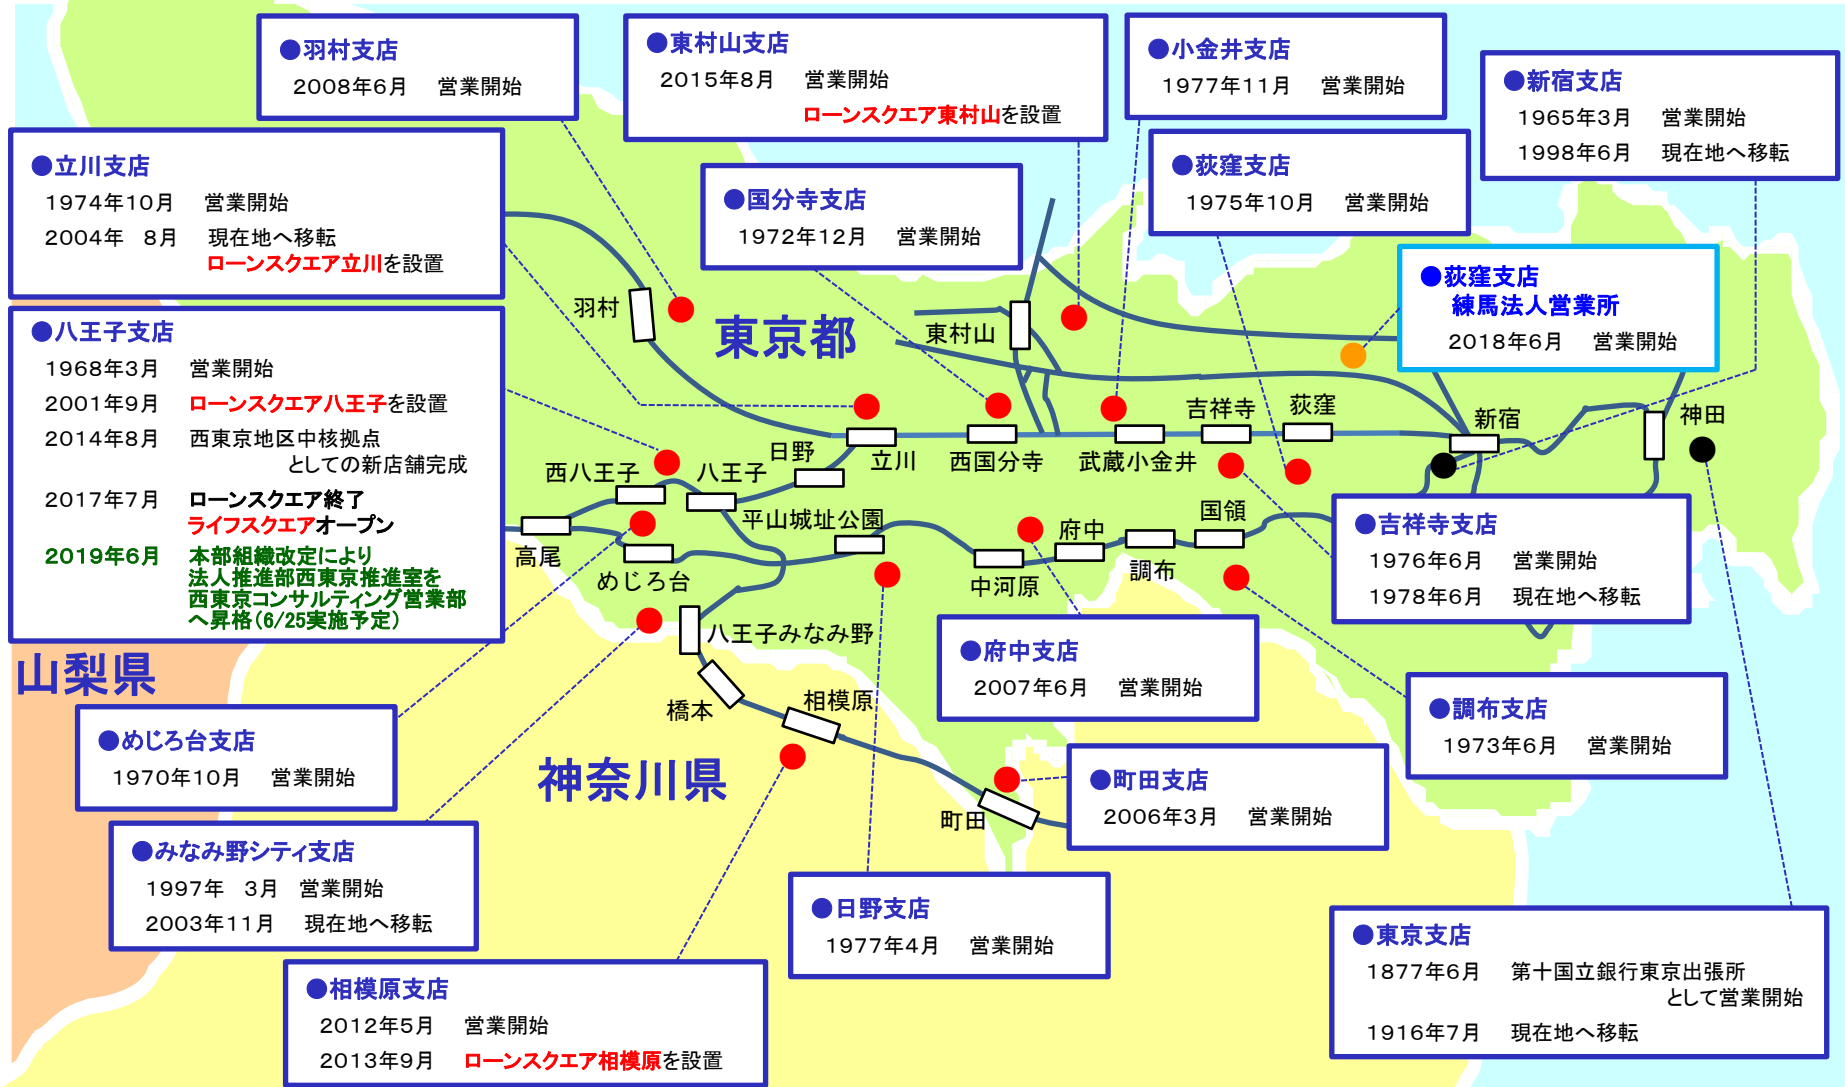 ●羽村支店
2008年6月 営業開始
●東村山支店
2015年8月 営業開始
ローンスクエア東村山を設置
●小金井支店
1977年11月 営業開始
●新宿支店
1965年3月 営業開始
1998年6月 現在地へ移転
●立川支店
1974年10月 営業開始
2004年 8月 現在地へ移転
ローンスクエア立川を設置
●国分寺支店
1972年12月 営業開始
●荻窪支店
1975年10月 営業開始
●荻窪支店
練馬法人営業所
2018年6月 営業開始
●八王子支店
1968年3月 営業開始
2001年9月 ローンスクエア八王子を設置
2014年8月 西東京地区中核拠点
としての新店舗完成
2017年7月 ローンスクエア終了
ライフスクエアオープン
2019年6月 本部組織改定により
法人推進部西東京推進室を
西東京コンサルティング営業部
へ昇格(6/25実施予定)
羽村
東京都
東村山
吉祥寺
荻窪
新宿
神田
日野
立川
西国分寺
武蔵小金井
西八王子
八王子
平山城址公園
府中
国領
高尾
めじろ台
中河原
調布
八王子みなみ野
橋本
相模原
町田
山梨県
神奈川県
●吉祥寺支店
1976年6月 営業開始
1978年6月 現在地へ移転
●府中支店
2007年6月 営業開始
●調布支店
1973年6月 営業開始
●めじろ台支店
1970年10月 営業開始
●町田支店
2006年3月 営業開始
●みなみ野シティ支店
1997年 3月 営業開始
2003年11月 現在地へ移転
●日野支店
1977年4月 営業開始
●東京支店
1877年6月 第十国立銀行東京出張所
として営業開始
1916年7月 現在地へ移転
●相模原支店
2012年5月 営業開始
2013年9月 ローンスクエア相模原を設置